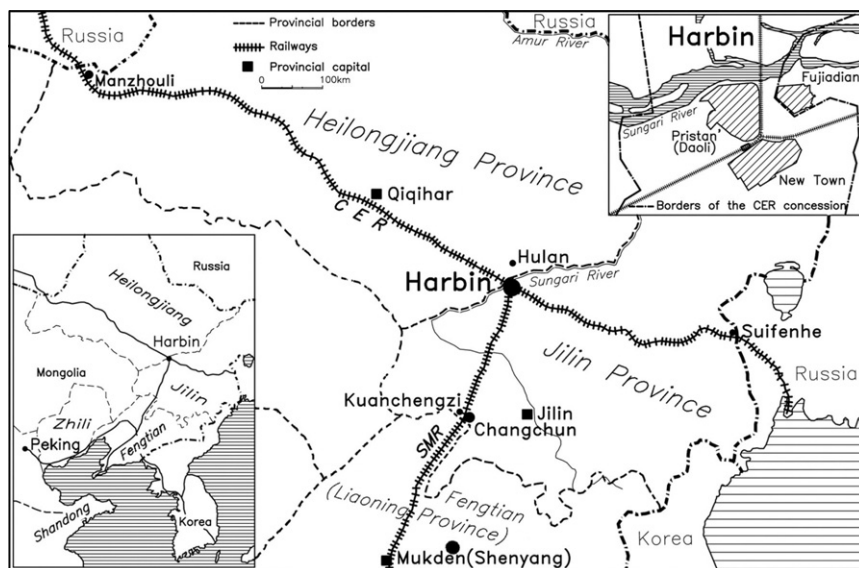 Russia
Manzhouli
Provincial borders
Railways
Provincial capital
0 100km
Russia
Amur River
Heilongjiang Province
Qiqihar
CER
Hulan
Harbin
Sungari River
Suifenhe
Jilin Province
Russia
Kuanchengzi
Changchun
Jilin
SMR
Fengtian
(Liaoning Province)
Mukden(Shenyang)
Korea
Harbin
Fujiadian
Sungari River
Pristan'
(Daoli)
New Town
Borders of the CER concession
Russia
Heilongjiang
Harbin
Mongolia
Jilin
Zhili
Peking
Fengtian
Shandong
Korea